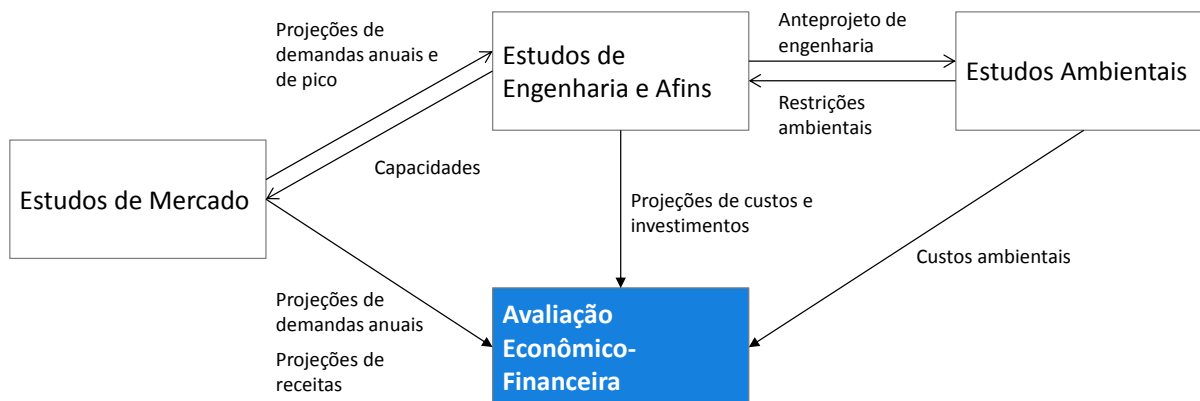 Projeções de
demandas anuais e
de pico
Estudos de
Engenharia e Afins
Anteprojeto de
engenharia
Estudos Ambientais
Restrições
ambientais
Estudos de Mercado
Capacidades
Projeções de custos e
investimentos
Custos ambientais
Projeções de
demandas anuais
Projeções de
receitas
Avaliação
Econômico-
Financeira